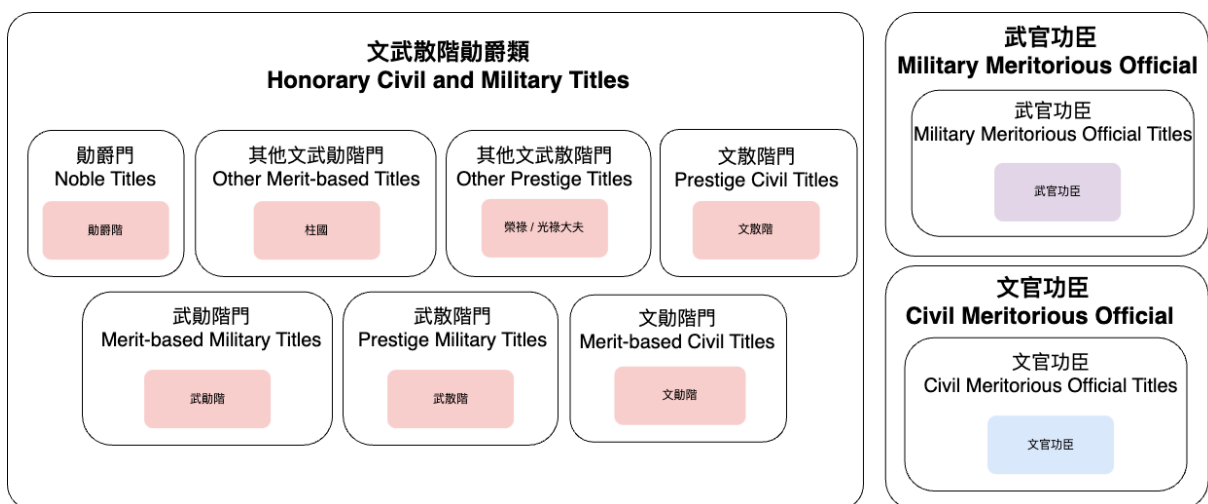 文武散階勛爵類
Honorary Civil and Military Titles
勛爵門
Noble Titles
勛爵階
其他文武勛階門
Other Merit-based Titles
柱國
其他文武散階門
Other Prestige Titles
榮祿 / 光祿大夫
文散階門
Prestige Civil Titles
文散階
武勛階門
Merit-based Military Titles
武勛階
武散階門
Prestige Military Titles
武散階
文勛階門
Merit-based Civil Titles
文勛階
武官功臣
Military Meritorious Official
武官功臣
Military Meritorious Official Titles
武官功臣
文官功臣
Civil Meritorious Official
文官功臣
Civil Meritorious Official Titles
文官功臣